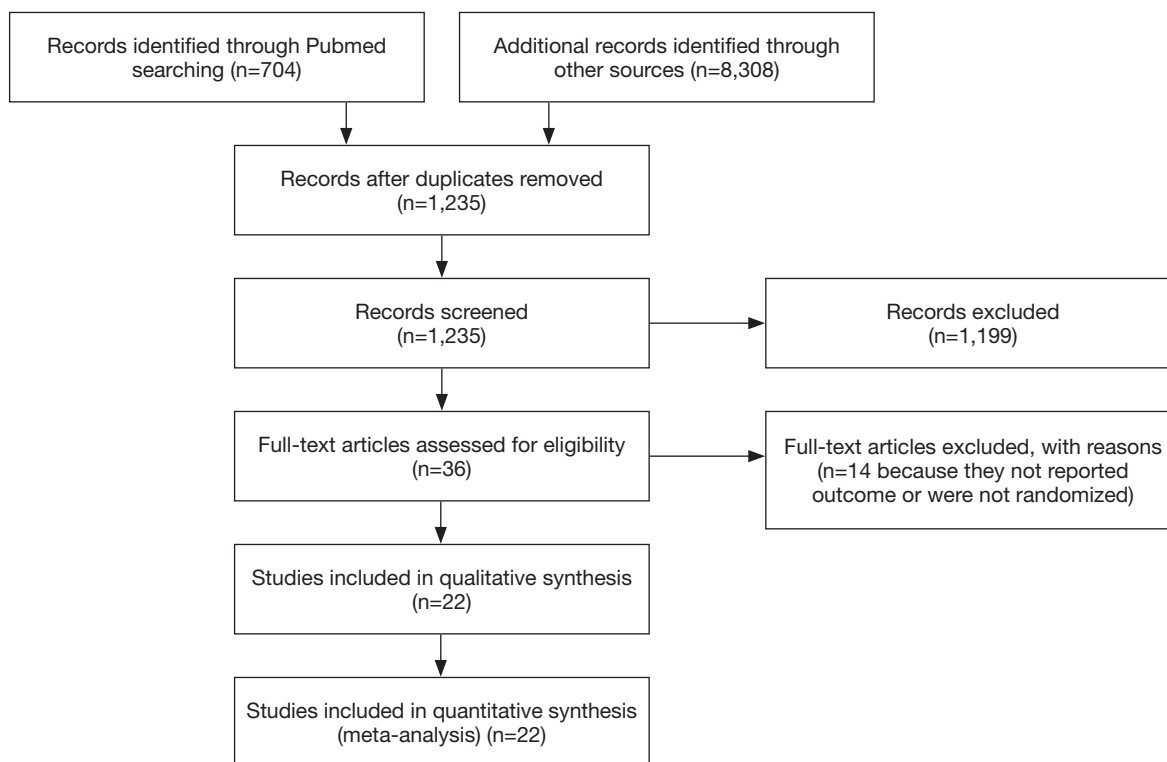 Records identified through Pubmed
searching (n=704)
Additional records identified through
other sources (n=8,308)
Records after duplicates removed
(n=1,235)
Records screened
(n=1,235)
Records excluded
(n=1,199)
Full-text articles assessed for eligibility
(n=36)
Full-text articles excluded, with reasons
(n=14 because they not reported
outcome or were not randomized)
Studies included in qualitative synthesis
(n=22)
Studies included in quantitative synthesis
(meta-analysis) (n=22)